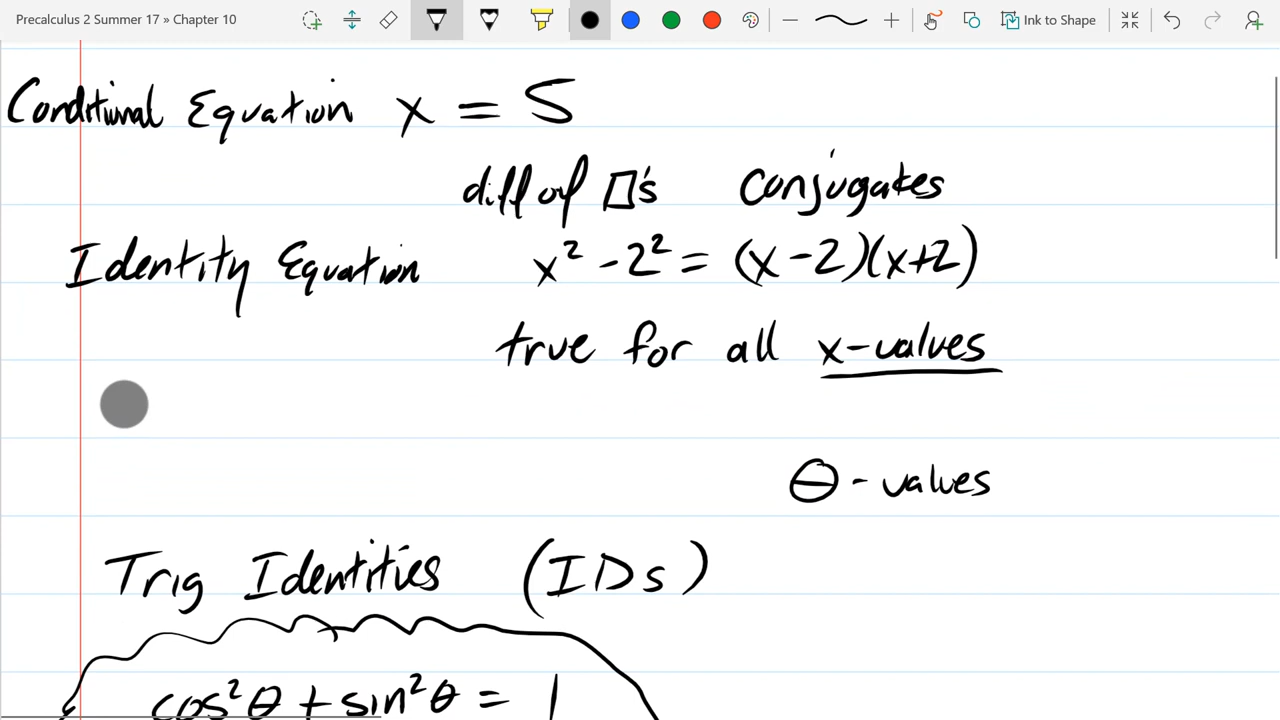 Precalculus 2 Summer 17 » Chapter 10
Ink to Shape
Conditional Equation x = 5
diff of □'s conjugates
Identity Equation x² - 2² = (x - 2)(x+2)
true for all x-values
θ - values
Trig Identities (IDs)
cos²θ + sin²θ = 1